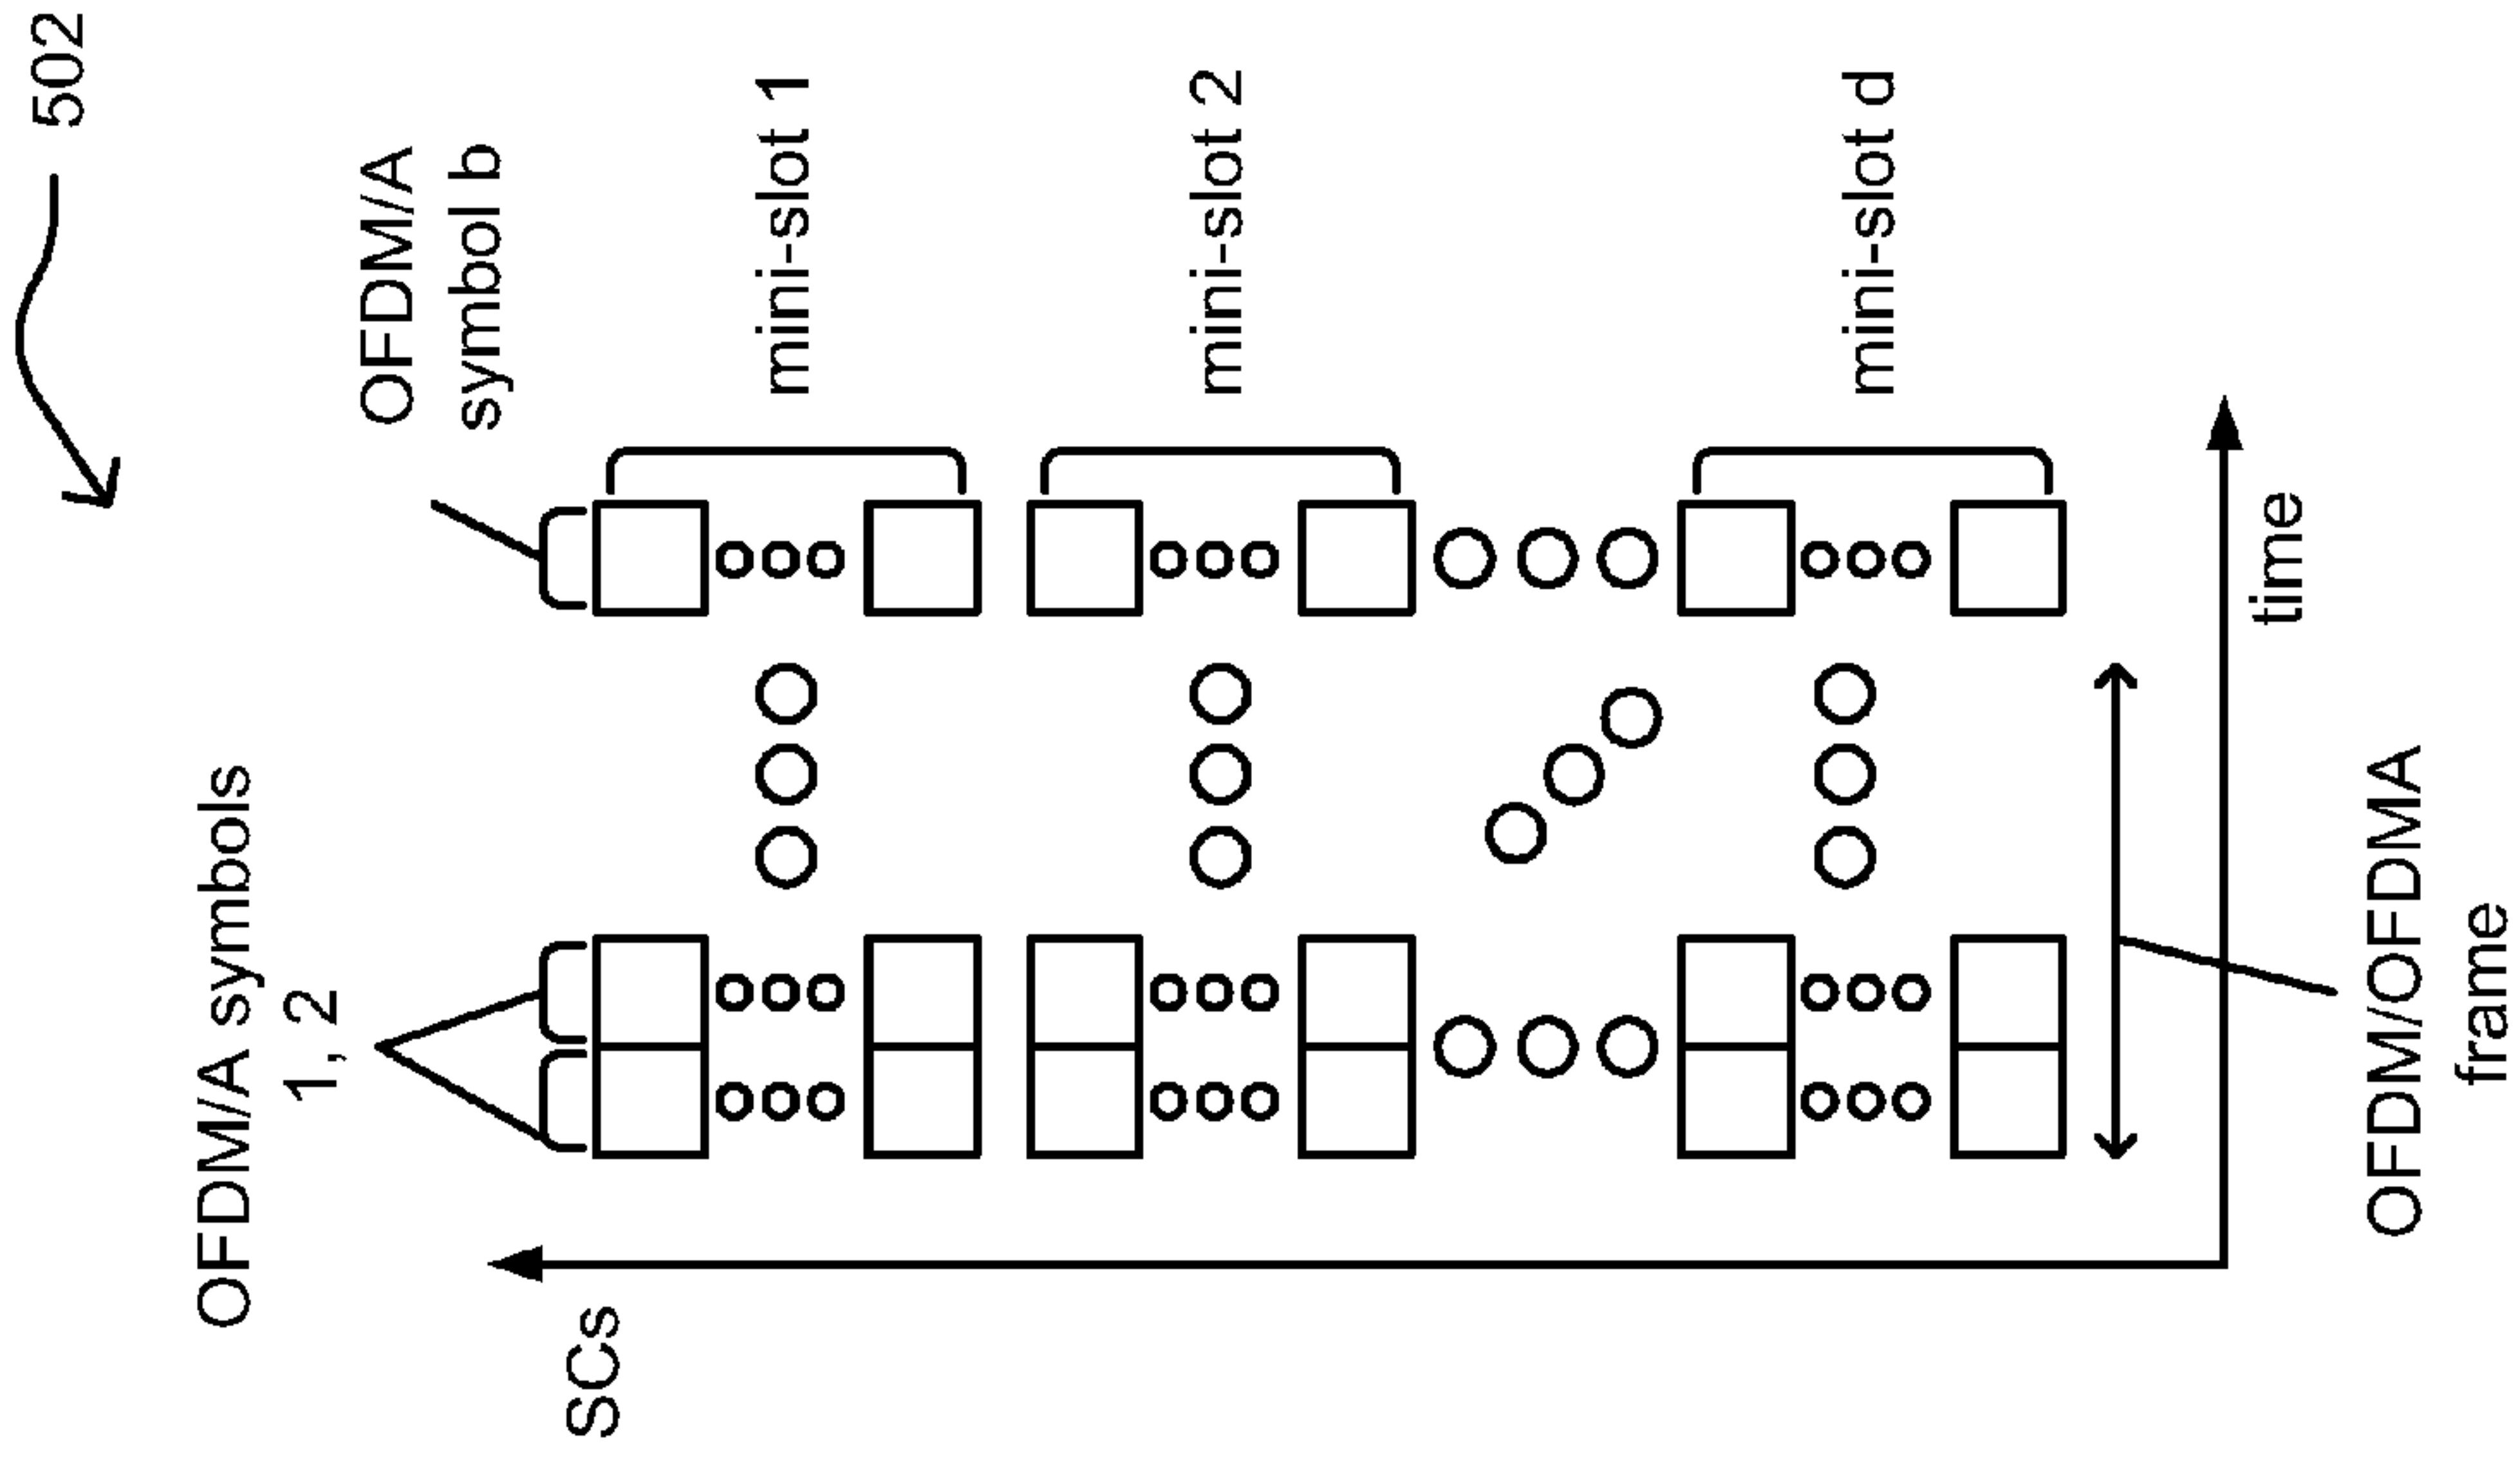 502
OFDM/A symbols
1, 2
OFDM/A
symbol b
SCs
mini-slot 1
mini-slot 2
mini-slot d
time
OFDM/OFDMA
frame